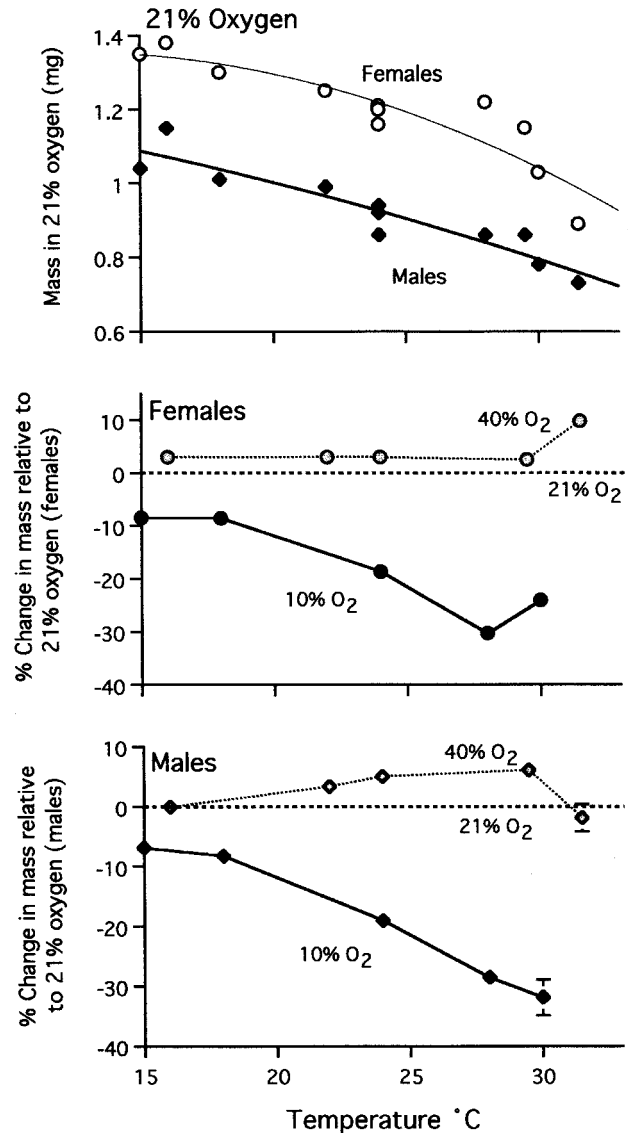 21% Oxygen
Mass in 21% oxygen (mg)
1.4
1.2
1
0.8
0.6
Females
Males
% Change in mass relative to
21% oxygen (females)
10
0
-10
-20
-30
-40
Females
40% O2
21% O2
10% O2
% Change in mass relative
to 21% oxygen (males)
10
0
-10
-20
-30
-40
Males
40% O2
21% O2
10% O2
15
20
25
30
Temperature ˚C